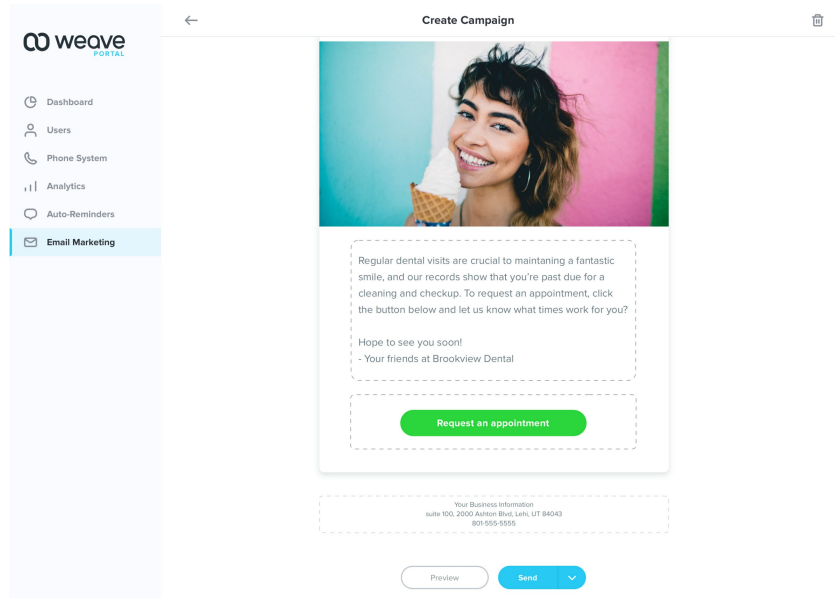 weave
PORTAL
Dashboard
Users
Phone System
Analytics
Auto-Reminders
Email Marketing
Create Campaign
Regular dental visits are crucial to maintaning a fantastic
smile, and our records show that you're past due for a
cleaning and checkup. To request an appointment, click
the button below and let us know what times work for you?
Hope to see you soon!
- Your friends at Brookview Dental
Request an appointment
Your Business Information
suite 100, 2000 Ashton Blvd, Lehi, UT 84043
801-555-5555
Preview
Send